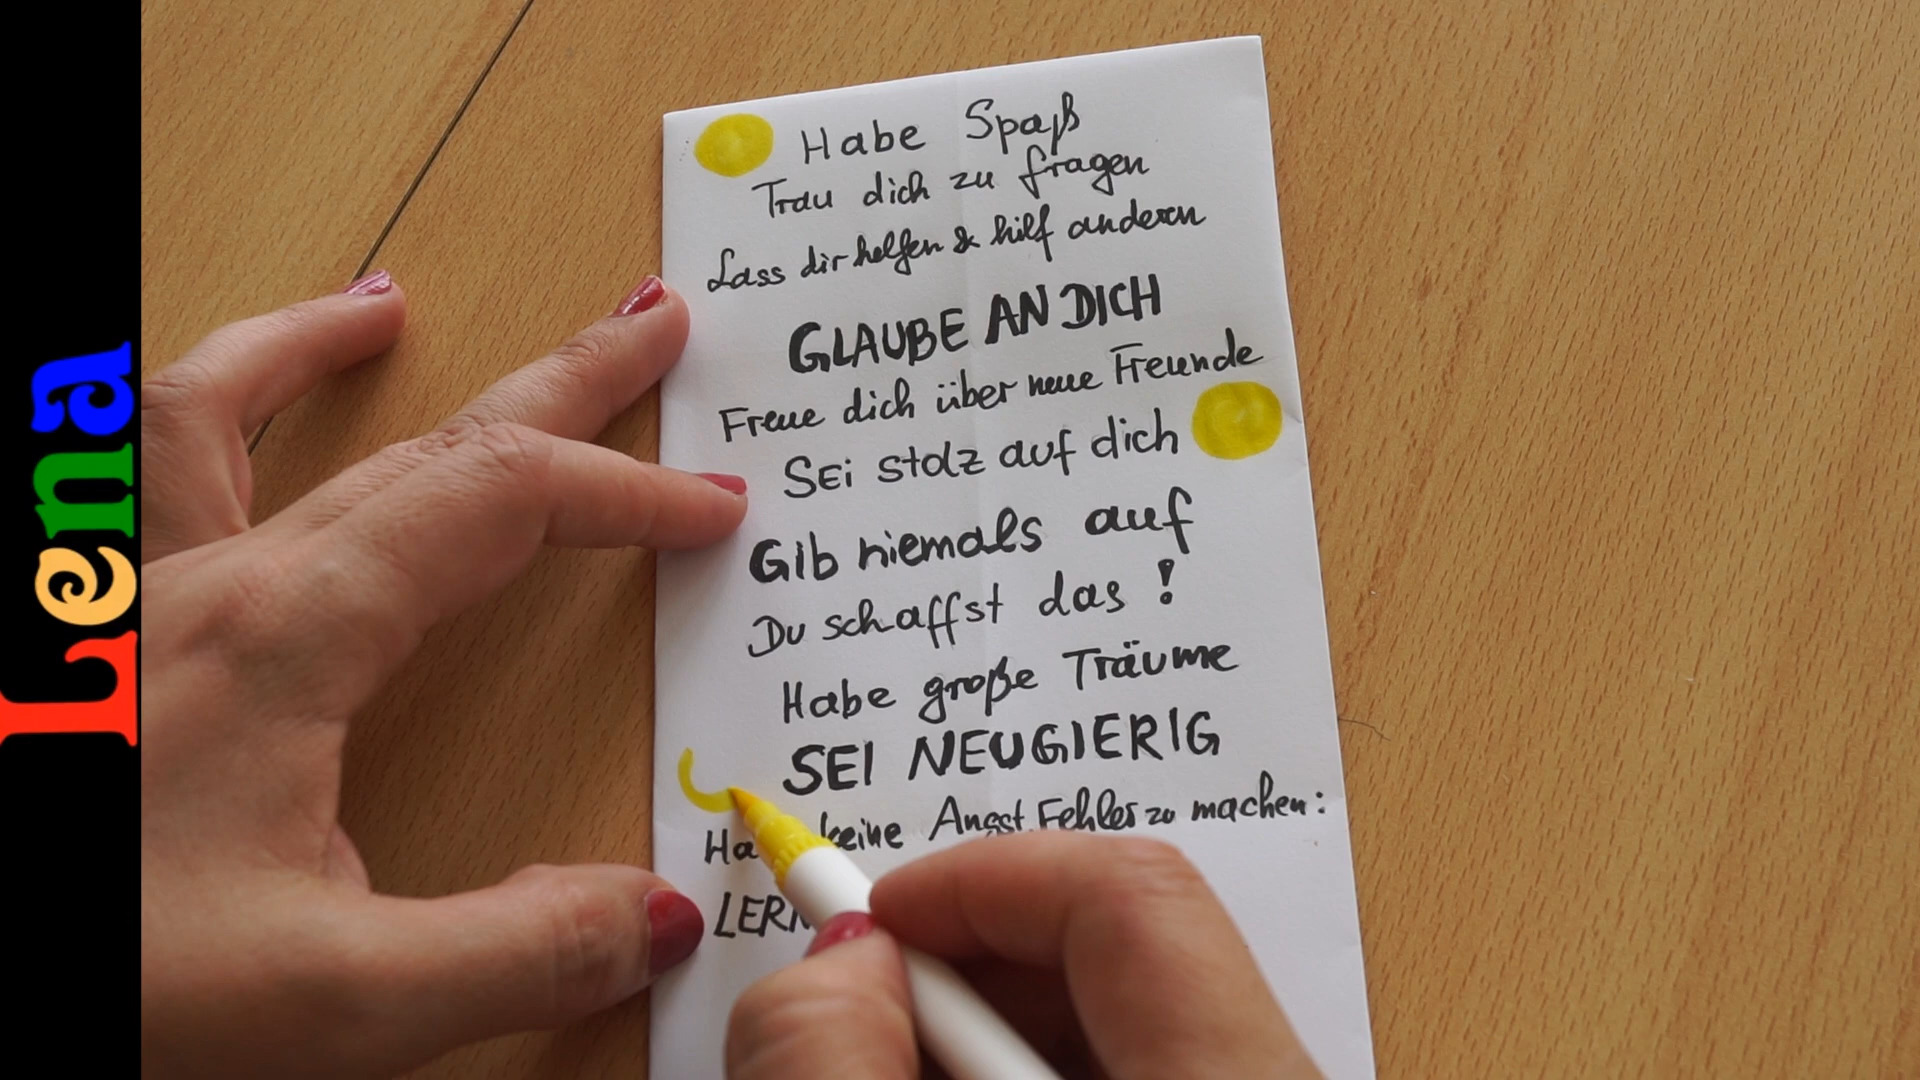 Lena
Habe Spaß
Trau dich zu fragen
Lass dir helfen & hilf anderen
GLAUBE AN DICH
Freue dich über neue Freunde
SEi stolz auf dich
Gib niemals auf
Du schaffst das!
Habe große Träume
SEI NEUGIERIG
keine Angst Fehler zu machen: